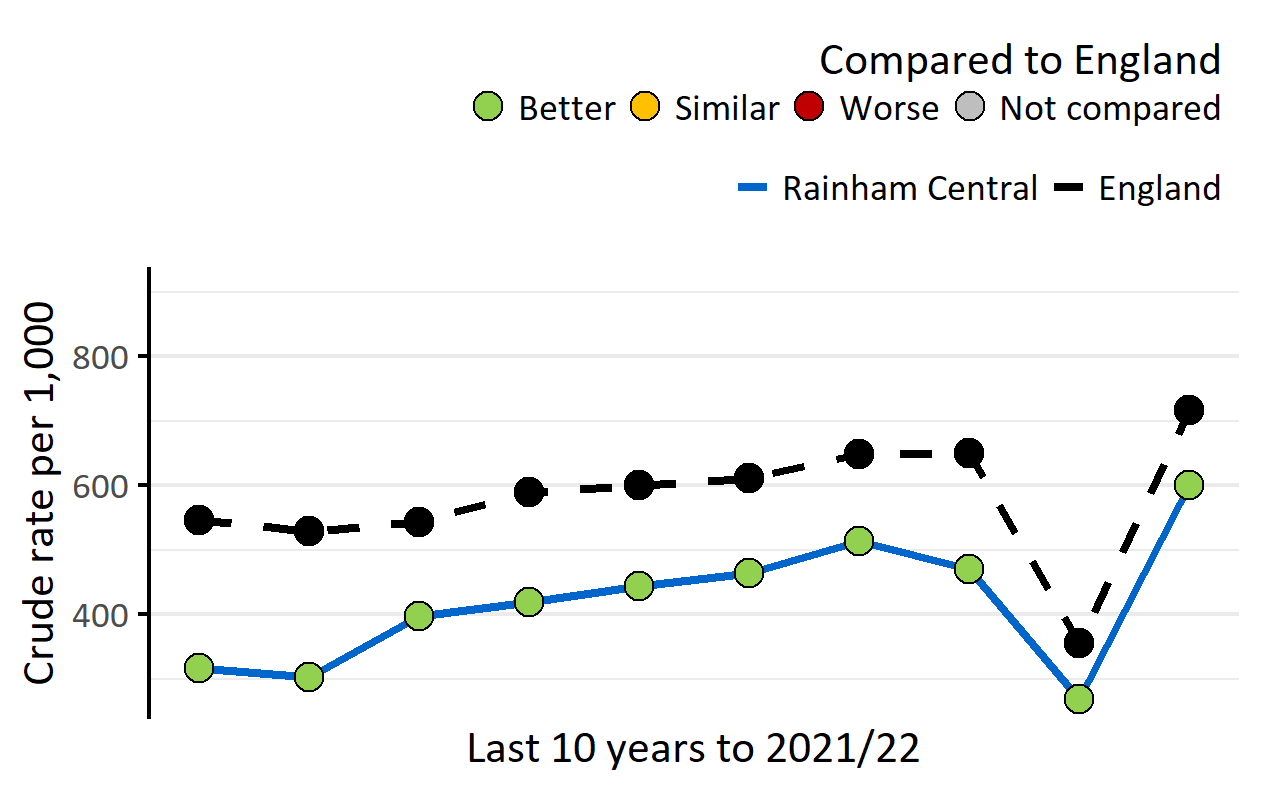 Compared to England
Better Similar Worse Not compared
Rainham Central England
Crude rate per 1,000
800
600
400
Last 10 years to 2021/22